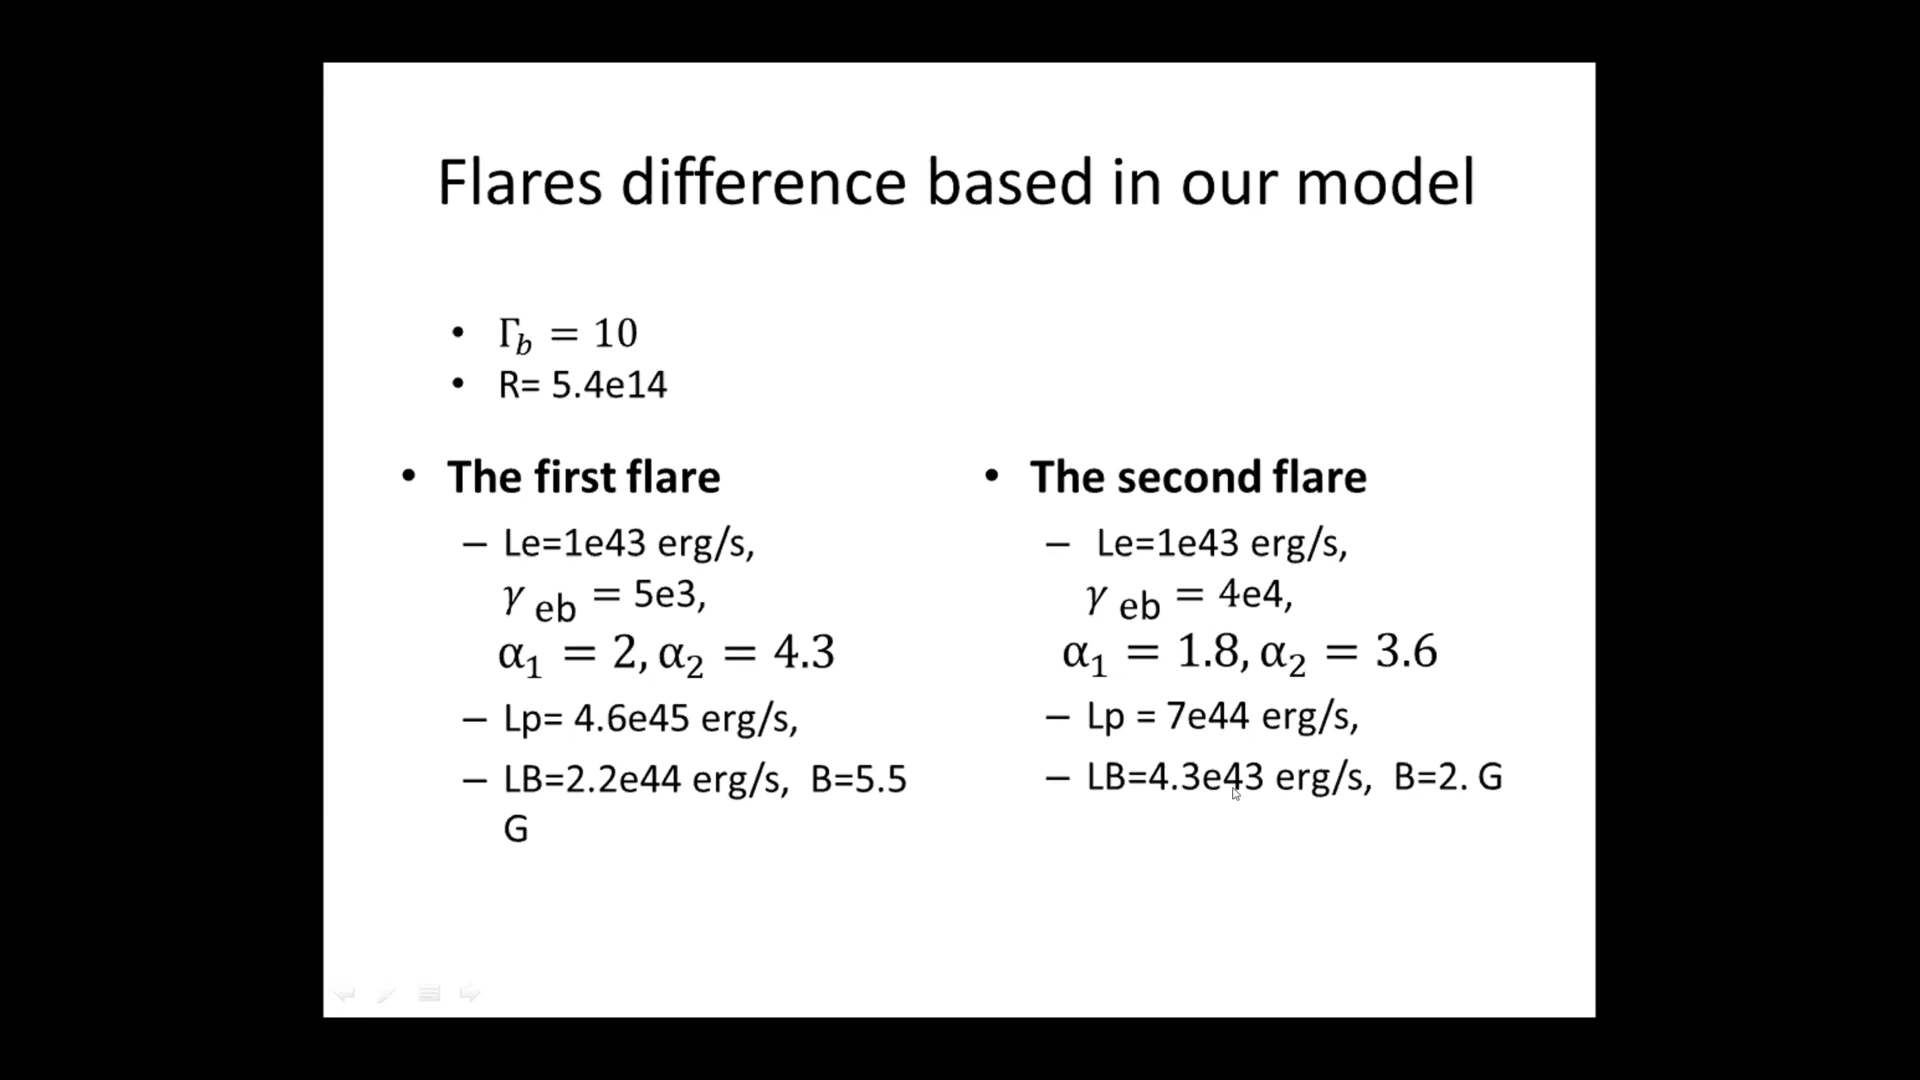 Flares difference based in our model
• Γ_b = 10
• R= 5.4e14
• The first flare
– Le=1e43 erg/s,
γ eb = 5e3,
α₁ = 2, α₂ = 4.3
– Lp= 4.6e45 erg/s,
– LB=2.2e44 erg/s, B=5.5
G
• The second flare
– Le=1e43 erg/s,
γ eb = 4e4,
α₁ = 1.8, α₂ = 3.6
– Lp = 7e44 erg/s,
– LB=4.3e43 erg/s, B=2. G